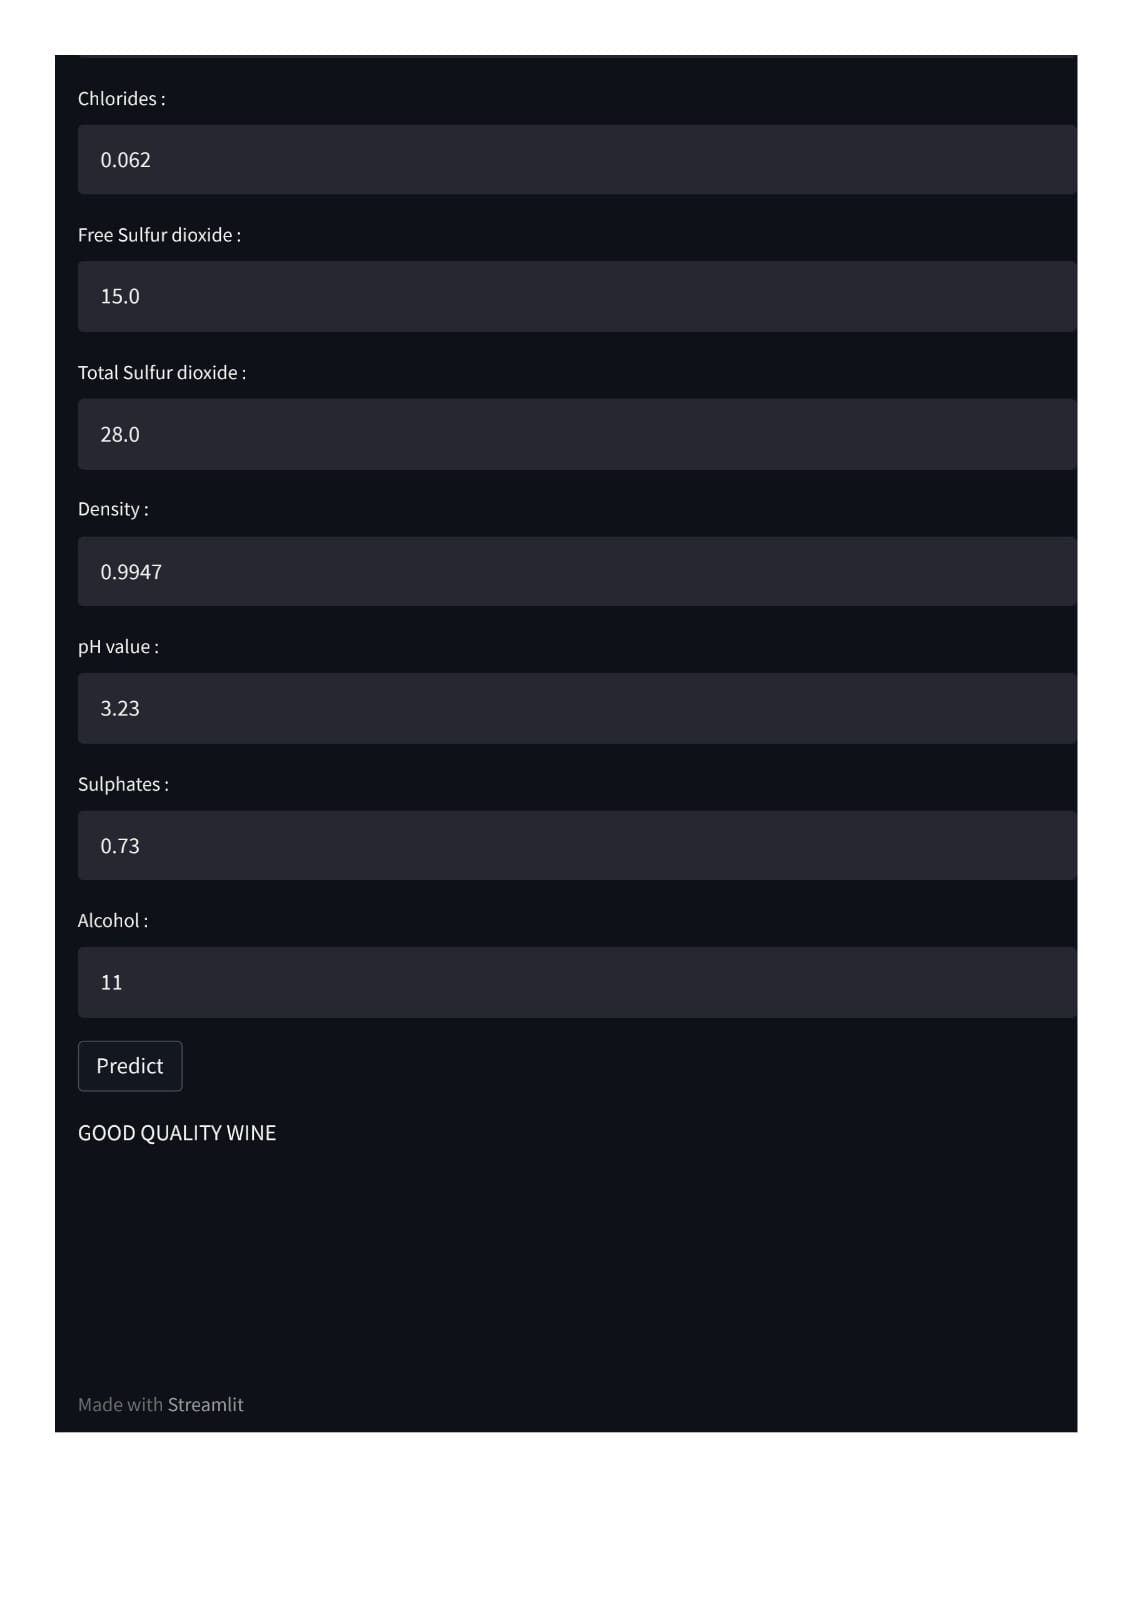 Chlorides :
0.062
Free Sulfur dioxide :
15.0
Total Sulfur dioxide :
28.0
Density :
0.9947
pH value :
3.23
Sulphates :
0.73
Alcohol :
11
Predict
GOOD QUALITY WINE
Made with Streamlit